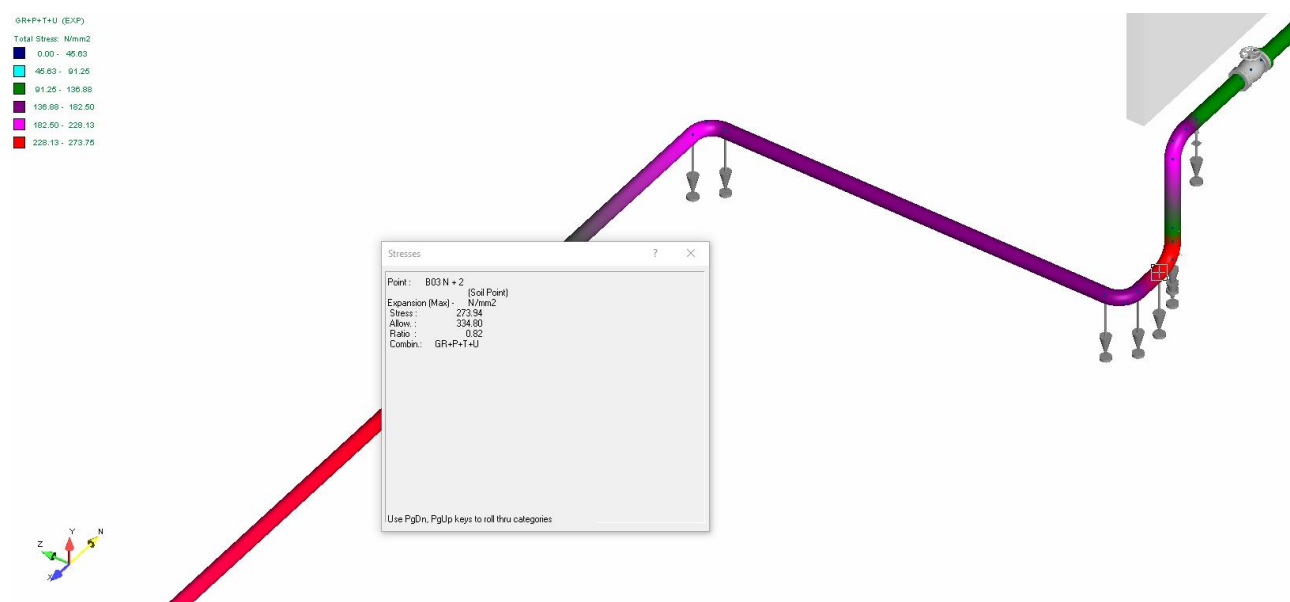 GR+P+T+U (EXP)
Total Stress: N/mm2
0.00 - 45.63
45.63 - 91.25
91.25 - 136.88
136.88 - 182.50
182.50 - 228.13
228.13 - 273.75
Stresses ? ×
Point : B03 N + 2
(Soil Point)
Expansion (Max) - N/mm2
Stress : 273.94
Allow. : 334.80
Ratio : 0.82
Combin.: GR+P+T+U
Use PgDn, PgUp keys to roll thru categories
Y
N
Z
X